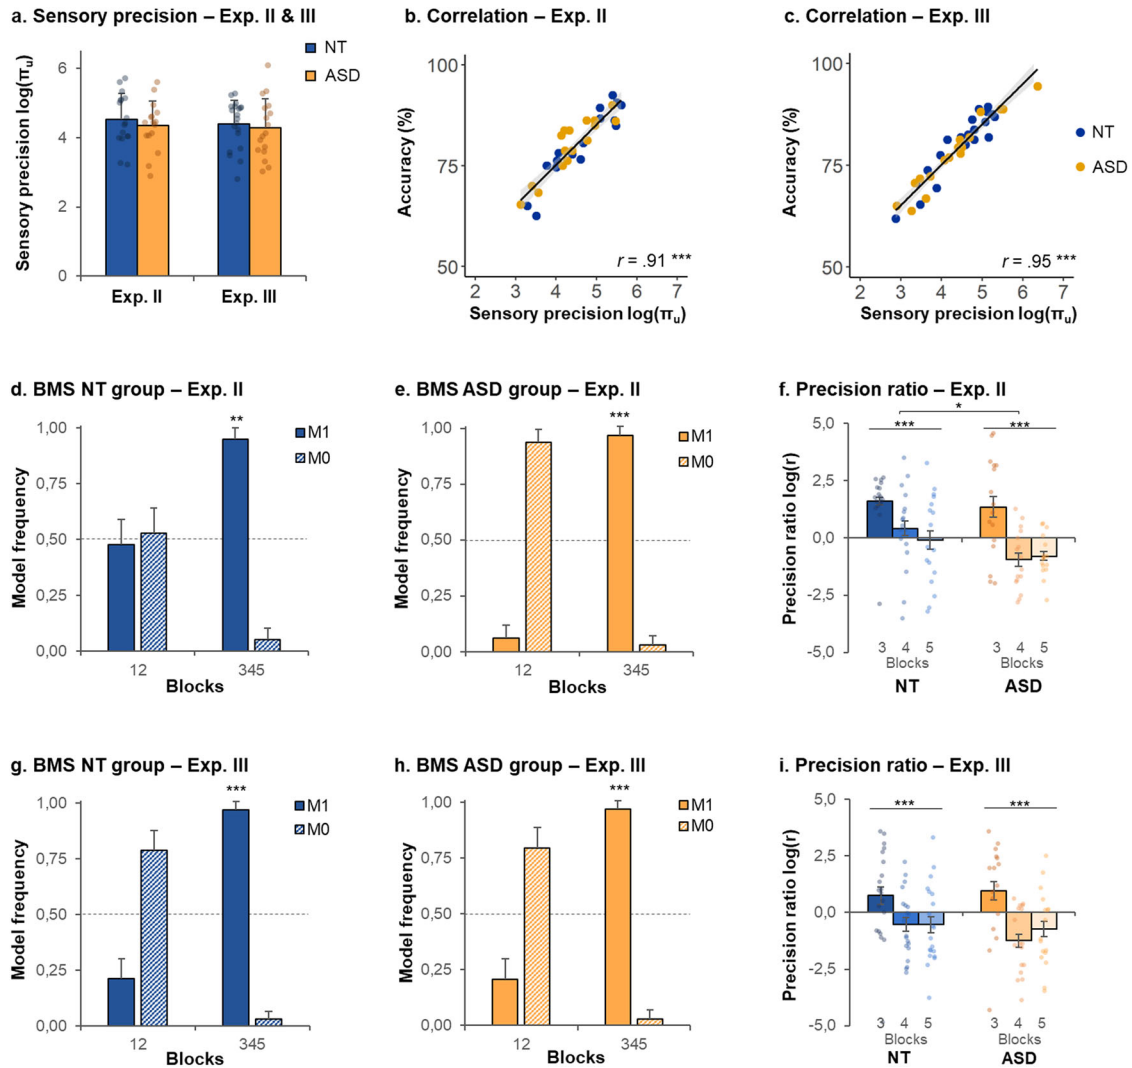 a. Sensory precision – Exp. II & III
NT
ASD
Sensory precision log(πu)
6
4
2
0
Exp. II
Exp. III
b. Correlation – Exp. II
Accuracy (%)
100
75
50
r = .91 ***
2 3 4 5 6 7
Sensory precision log(πu)
c. Correlation – Exp. III
Accuracy (%)
100
75
50
NT
ASD
r = .95 ***
2 3 4 5 6 7
Sensory precision log(πu)
d. BMS NT group – Exp. II
Model frequency
1,00
0,75
0,50
0,25
0,00
**
M1
M0
12
345
Blocks
e. BMS ASD group – Exp. II
Model frequency
1,00
0,75
0,50
0,25
0,00
***
M1
M0
12
345
Blocks
f. Precision ratio – Exp. II
Precision ratio log(r)
5,0
2,5
0,0
-2,5
-5,0
*
***
***
3 4 5
Blocks
NT
3 4 5
Blocks
ASD
g. BMS NT group – Exp. III
Model frequency
1,00
0,75
0,50
0,25
0,00
***
M1
M0
12
345
Blocks
h. BMS ASD group – Exp. III
Model frequency
1,00
0,75
0,50
0,25
0,00
***
M1
M0
12
345
Blocks
i. Precision ratio – Exp. III
Precision ratio log(r)
5,0
2,5
0,0
-2,5
-5,0
***
***
3 4 5
Blocks
NT
3 4 5
Blocks
ASD